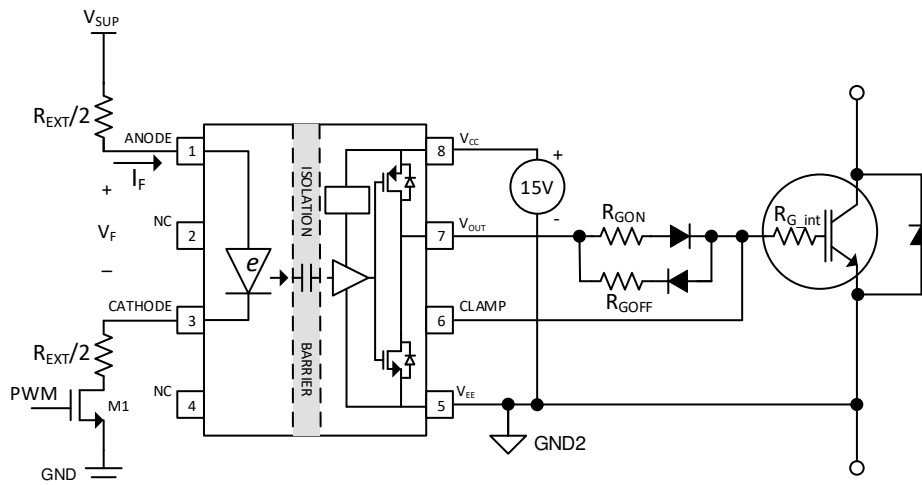 VSUP
REXT/2
ANODE
1
IF
+
VF
−
NC
2
CATHODE
3
REXT/2
PWM
M1
NC
4
GND
e
ISOLATION
BARRIER
8
VCC
+
15V
-
7
VOUT
RGON
RGOFF
RG_int
6
CLAMP
5
VEE
GND2